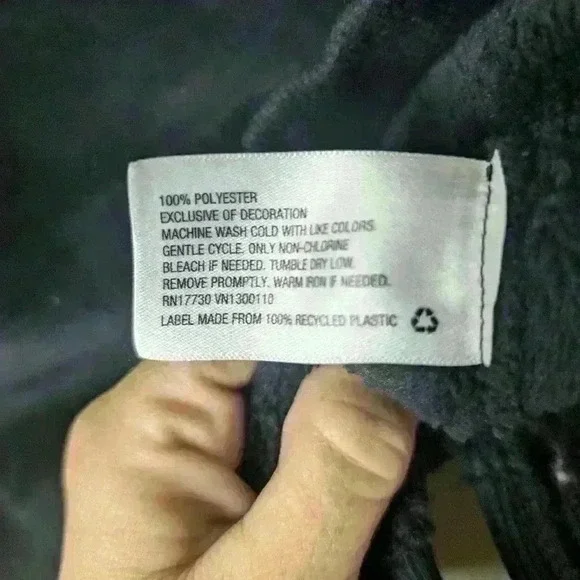 100% POLYESTER
EXCLUSIVE OF DECORATION
MACHINE WASH COLD WITH LIKE COLORS.
GENTLE CYCLE. ONLY NON-CHLORINE
BLEACH IF NEEDED. TUMBLE DRY LOW.
REMOVE PROMPTLY. WARM IRON IF NEEDED.
RN17730 VN1300110
LABEL MADE FROM 100% RECYCLED PLASTIC